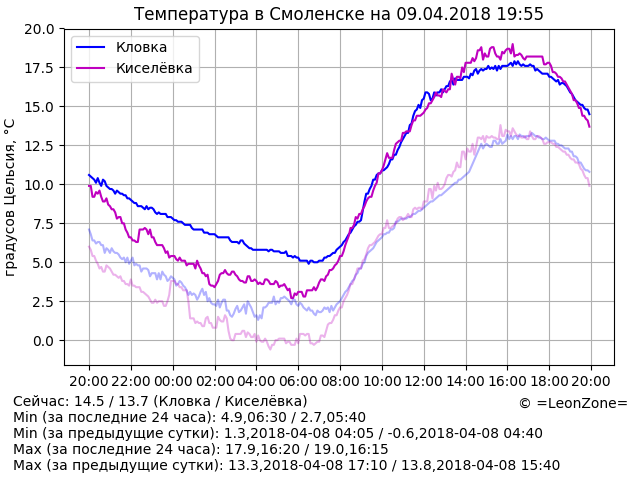 Температура в Смоленске на 09.04.2018 19:55
Кловка
Киселёвка
градусов Цельсия, °C
20.0
17.5
15.0
12.5
10.0
7.5
5.0
2.5
0.0
20:00 22:00 00:00 02:00 04:00 06:00 08:00 10:00 12:00 14:00 16:00 18:00 20:00
Сейчас: 14.5 / 13.7 (Кловка / Киселёвка)
© =LeonZone=
Min (за последние 24 часа): 4.9,06:30 / 2.7,05:40
Min (за предыдущие сутки): 1.3,2018-04-08 04:05 / -0.6,2018-04-08 04:40
Max (за последние 24 часа): 17.9,16:20 / 19.0,16:15
Max (за предыдущие сутки): 13.3,2018-04-08 17:10 / 13.8,2018-04-08 15:40